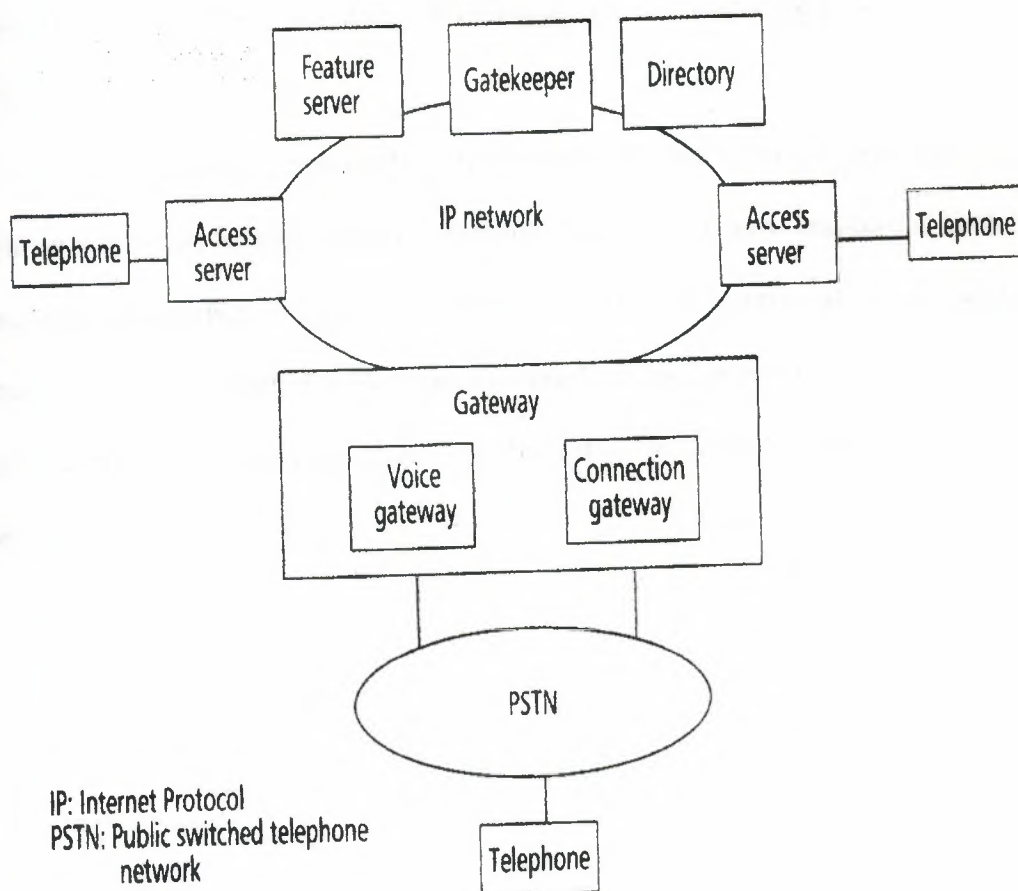 Feature
server
Gatekeeper
Directory
IP network
Telephone
Access
server
Access
server
Telephone
Gateway
Voice
gateway
Connection
gateway
PSTN
IP: Internet Protocol
PSTN: Public switched telephone
network
Telephone